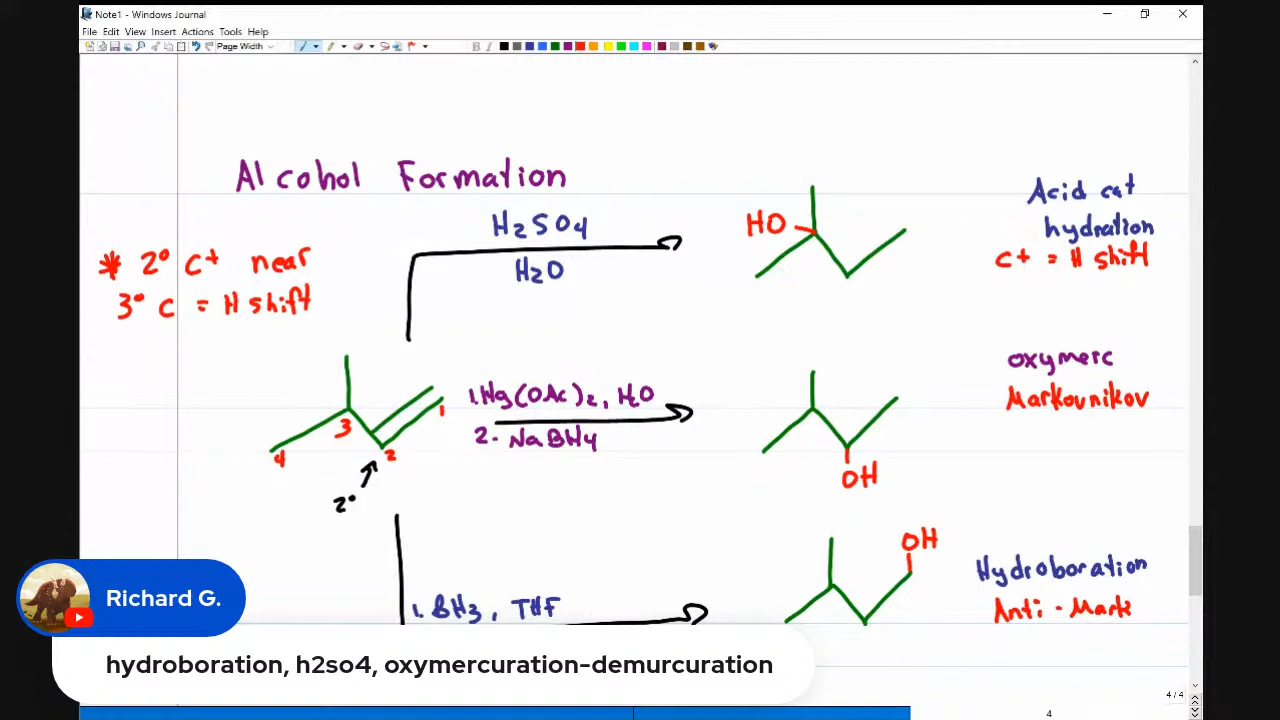 Note1 - Windows Journal
File Edit View Insert Actions Tools Help
Page Width
B I
Alcohol Formation
H2SO4
H2O
HO
Acid cat
hydration
C+ = H shift
* 2° C+ near
3° C = H shift
1. Hg(OAc)2, H2O
2. NaBH4
4
3
2
1
2°
OH
oxymerc
Markovnikov
1. BH3, THF
OH
Hydroboration
Anti - Mark
Richard G.
hydroboration, h2so4, oxymercuration-demurcuration
4 / 4
4